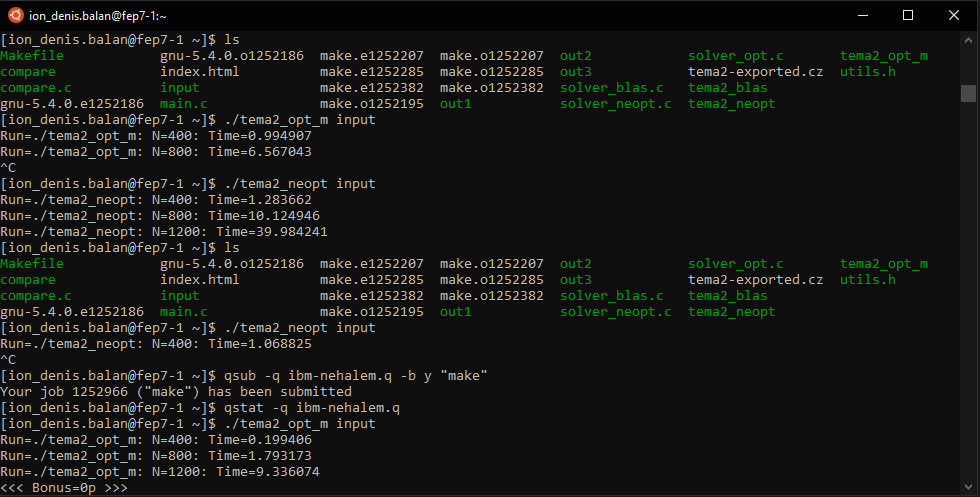 ion_denis.balan@fep7-1:~
[ion_denis.balan@fep7-1 ~]$ ls
Makefile            gnu-5.4.0.o1252186  make.e1252207  make.o1252207  out2            solver_opt.c       tema2_opt_m
compare             index.html          make.e1252285  make.o1252285  out3            tema2-exported.cz  utils.h
compare.c           input               make.e1252382  make.o1252382  solver_blas.c   tema2_blas
gnu-5.4.0.e1252186  main.c              make.o1252195  out1           solver_neopt.c  tema2_neopt
[ion_denis.balan@fep7-1 ~]$ ./tema2_opt_m input
Run=./tema2_opt_m: N=400: Time=0.994907
Run=./tema2_opt_m: N=800: Time=6.567043
^C
[ion_denis.balan@fep7-1 ~]$ ./tema2_neopt input
Run=./tema2_neopt: N=400: Time=1.283662
Run=./tema2_neopt: N=800: Time=10.124946
Run=./tema2_neopt: N=1200: Time=39.984241
[ion_denis.balan@fep7-1 ~]$ ls
Makefile            gnu-5.4.0.o1252186  make.e1252207  make.o1252207  out2            solver_opt.c       tema2_opt_m
compare             index.html          make.e1252285  make.o1252285  out3            tema2-exported.cz  utils.h
compare.c           input               make.e1252382  make.o1252382  solver_blas.c   tema2_blas
gnu-5.4.0.e1252186  main.c              make.o1252195  out1           solver_neopt.c  tema2_neopt
[ion_denis.balan@fep7-1 ~]$ ./tema2_neopt input
Run=./tema2_neopt: N=400: Time=1.068825
^C
[ion_denis.balan@fep7-1 ~]$ qsub -q ibm-nehalem.q -b y "make"
Your job 1252966 ("make") has been submitted
[ion_denis.balan@fep7-1 ~]$ qstat -q ibm-nehalem.q
[ion_denis.balan@fep7-1 ~]$ ./tema2_opt_m input
Run=./tema2_opt_m: N=400: Time=0.199406
Run=./tema2_opt_m: N=800: Time=1.793173
Run=./tema2_opt_m: N=1200: Time=9.336074
<<< Bonus=0p >>>